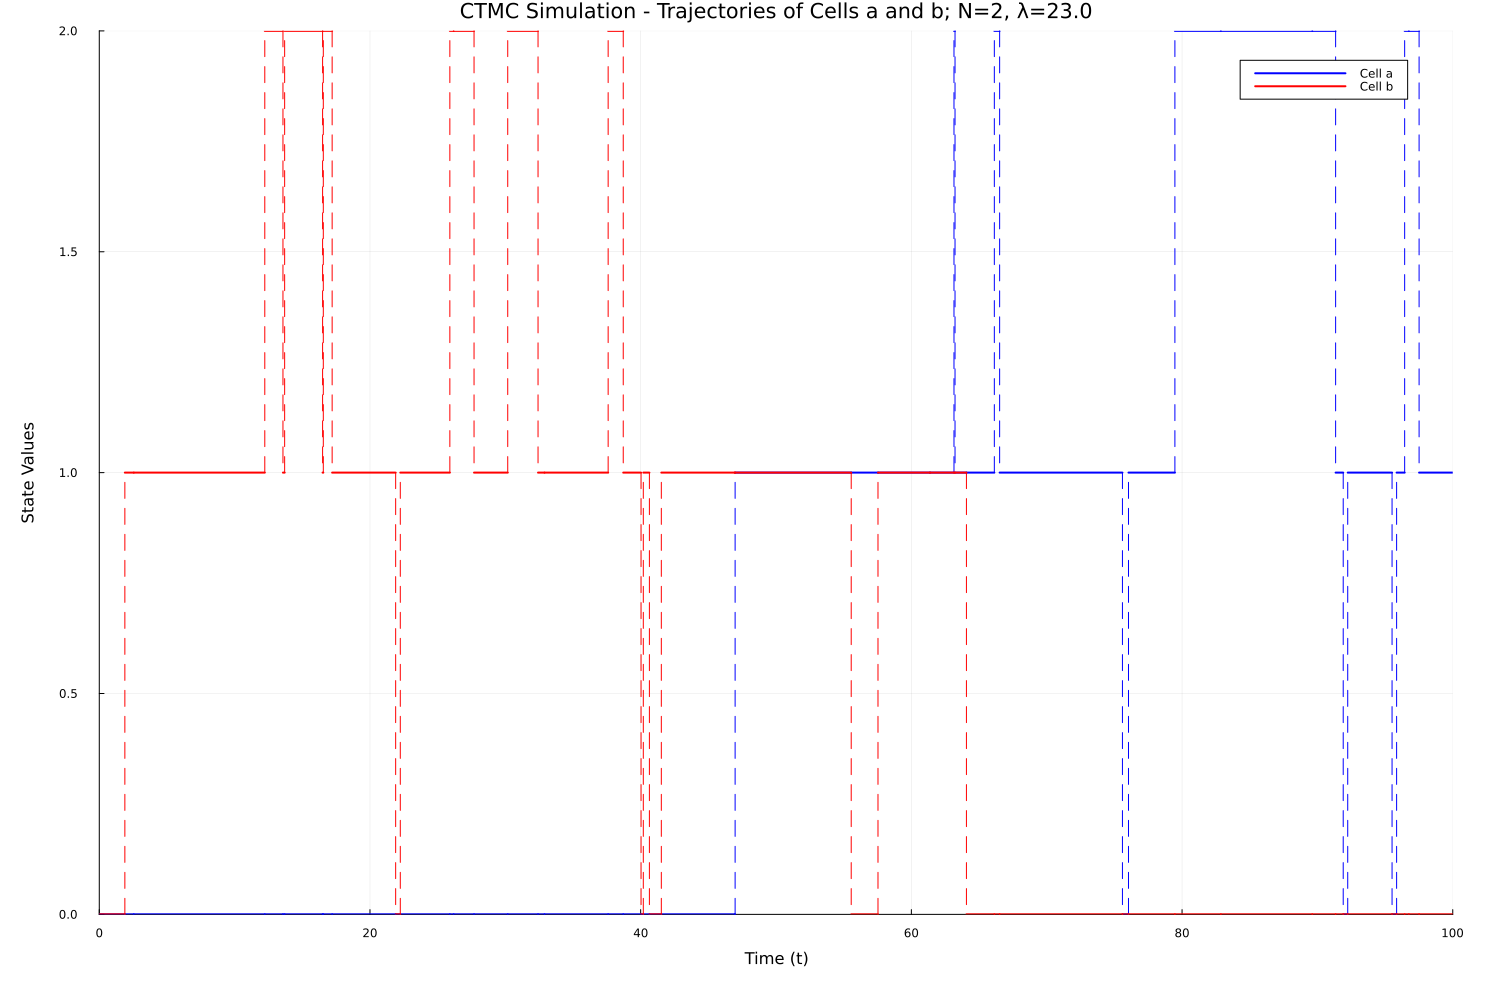 CTMC Simulation - Trajectories of Cells a and b; N=2, λ=23.0
2.0
Cell a
Cell b
1.5
1.0
State Values
0.5
0.0
0 20 40 60 80 100
Time (t)